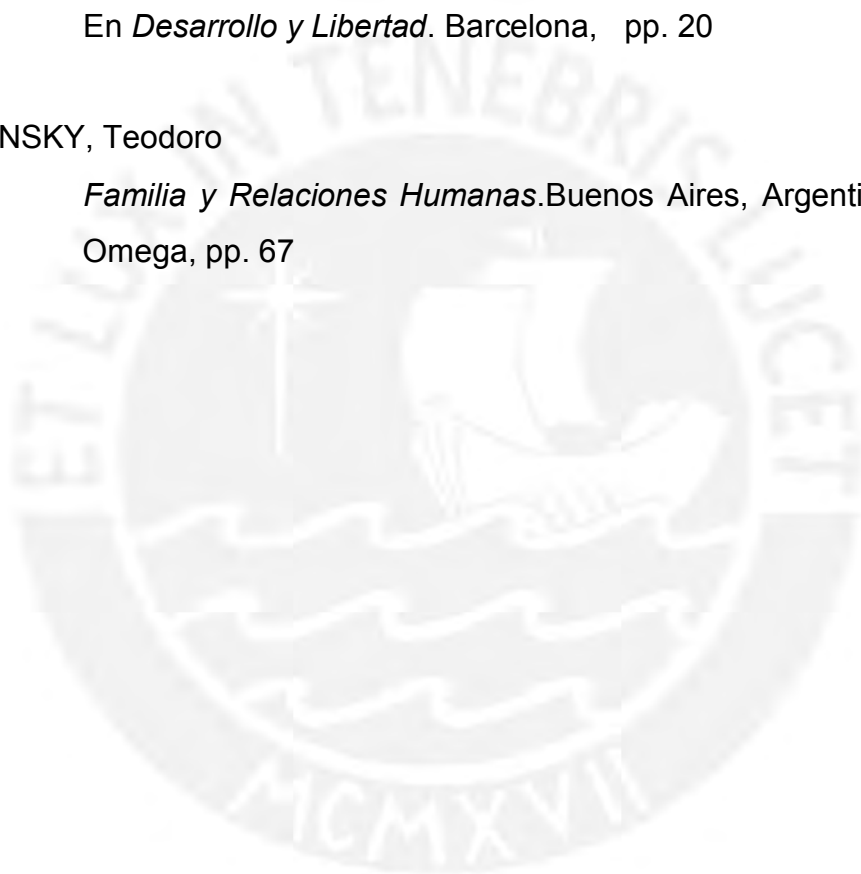 En Desarrollo y Libertad. Barcelona, pp. 20
NSKY, Teodoro
Familia y Relaciones Humanas.Buenos Aires, Argenti
Omega, pp. 67
ET LUX IN TENEBRIS LUCET
MCMXVII